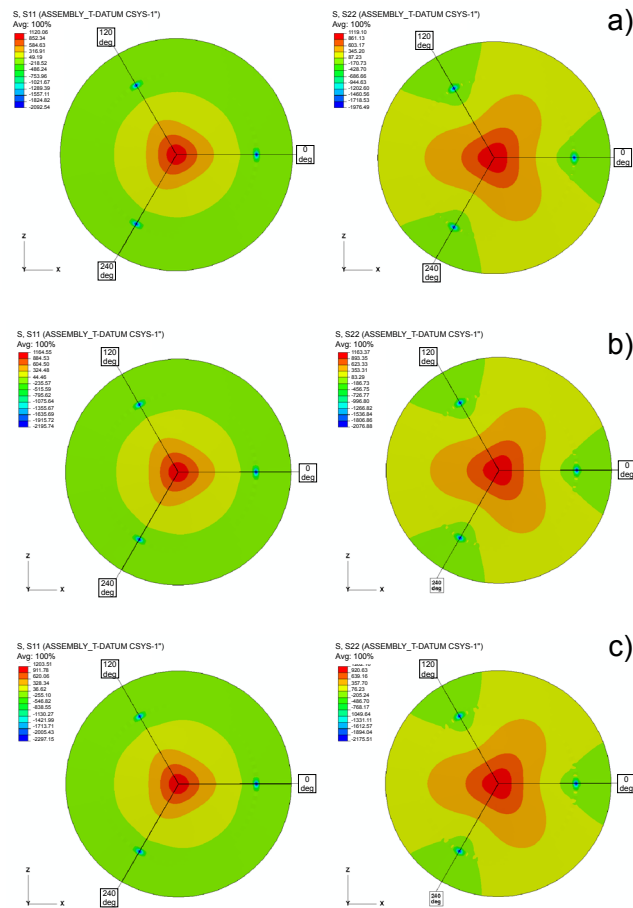 a)
S, S11 (ASSEMBLY_T-DATUM CSYS-1")
Avg: 100%
1120.06
852.34
584.63
316.91
49.19
-218.52
-486.24
-753.96
-1021.67
-1289.39
-1557.11
-1824.82
-2092.54
120
deg
0
deg
240
deg
Z
Y
X
S, S22 (ASSEMBLY_T-DATUM CSYS-1")
Avg: 100%
1119.10
861.13
603.17
345.20
87.23
-170.73
-428.70
-686.66
-944.63
-1202.60
-1460.56
-1718.53
-1976.49
120
deg
0
deg
240
deg
Z
Y
X
b)
S, S11 (ASSEMBLY_T-DATUM CSYS-1")
Avg: 100%
1164.55
884.53
604.50
324.48
44.46
-235.57
-515.59
-795.62
-1075.64
-1355.67
-1635.69
-1915.72
-2195.74
120
deg
0
deg
240
deg
Z
Y
X
S, S22 (ASSEMBLY_T-DATUM CSYS-1")
Avg: 100%
1163.37
893.35
623.33
353.31
83.29
-186.73
-456.75
-726.77
-996.80
-1266.82
-1536.84
-1806.86
-2076.88
120
deg
0
deg
240
deg
Z
Y
X
c)
S, S11 (ASSEMBLY_T-DATUM CSYS-1")
Avg: 100%
1203.51
911.76
620.06
328.34
36.62
-255.10
-546.82
-838.55
-1130.27
-1421.99
-1713.71
-2005.43
-2297.15
120
deg
0
deg
240
deg
Z
Y
X
S, S22 (ASSEMBLY_T-DATUM CSYS-1")
Avg: 100%
920.63
639.16
357.70
76.23
-205.24
-486.70
-768.17
1049.64
-1331.11
-1612.57
-1894.04
-2175.51
120
deg
0
deg
240
deg
Z
Y
X